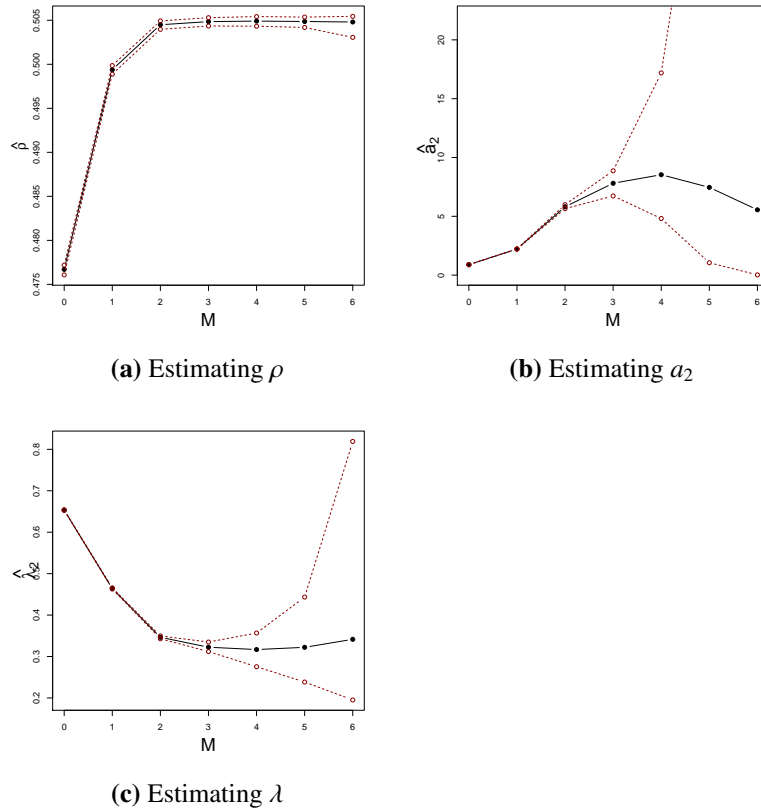 0.475 0.480 0.485 0.490 0.495 0.500 0.505
ρ̂
0 1 2 3 4 5 6
M
(a) Estimating ρ
0 5 10 15 20
â₂
0 1 2 3 4 5 6
M
(b) Estimating a₂
0.2 0.3 0.4 0.5 0.6 0.7 0.8
λ̂₂
0 1 2 3 4 5 6
M
(c) Estimating λ